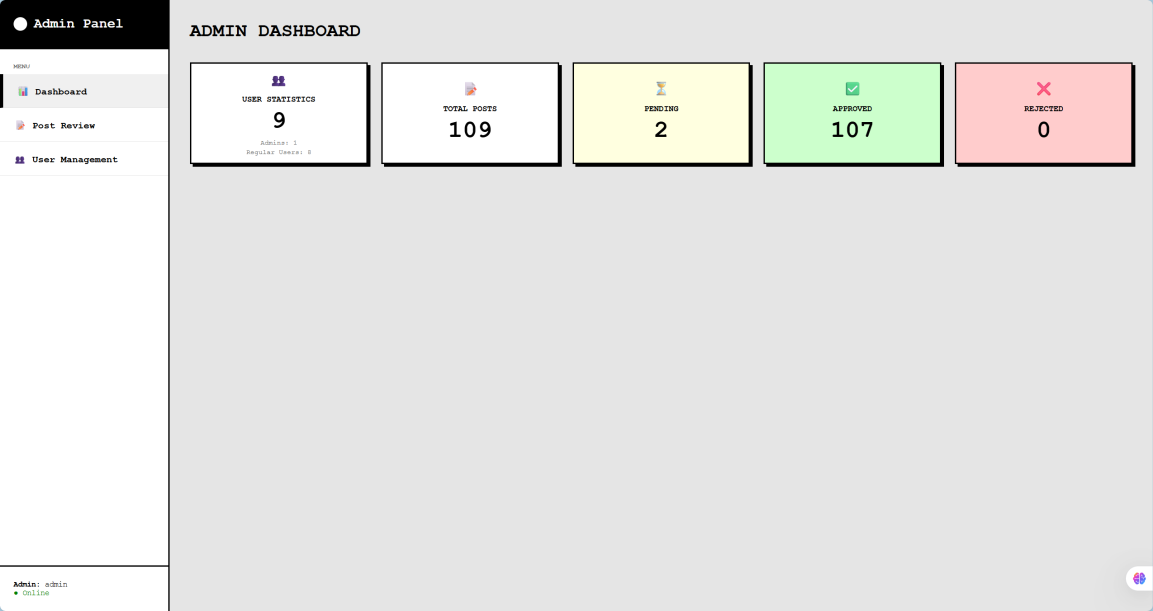 Admin Panel
MENU
Dashboard
Post Review
User Management
Admin: admin
Online
ADMIN DASHBOARD
USER STATISTICS
9
Admins: 1
Regular Users: 8
TOTAL POSTS
109
PENDING
2
APPROVED
107
REJECTED
0